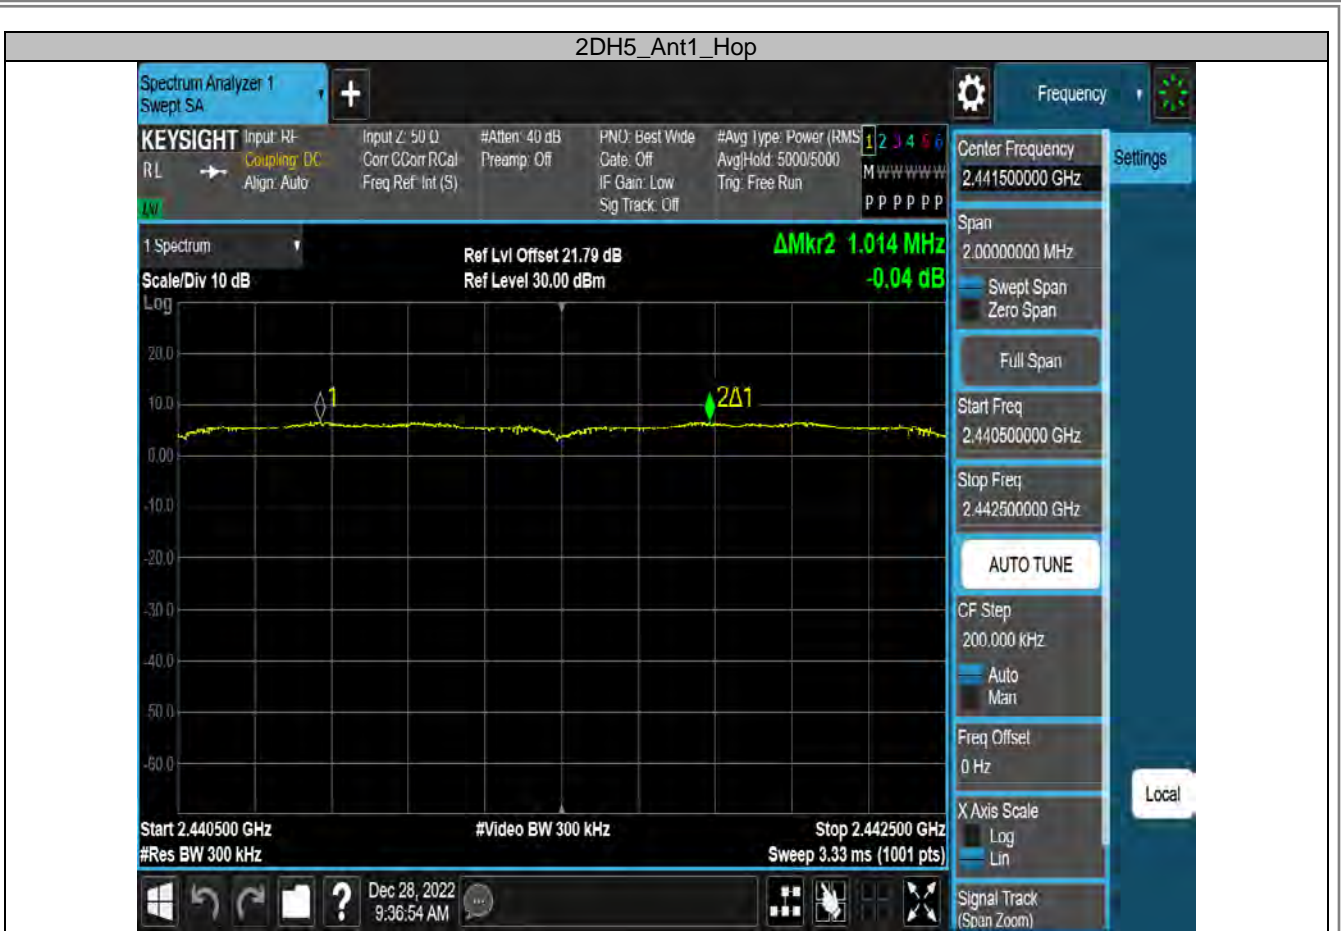 2DH5_Ant1_Hop
Spectrum Analyzer 1
Swept SA
+
Frequency
KEYSIGHT
RL
Input: RF
Coupling: DC
Align: Auto
Input Z: 50 Ω
Corr CCorr RCal
Freq Ref: Int (S)
#Atten: 40 dB
Preamp: Off
PNO: Best Wide
Gate: Off
IF Gain: Low
Sig Track: Off
#Avg Type: Power (RMS
Avg|Hold: 5000/5000
Trig: Free Run
1 2 3 4 5 6
M W W W W W
P P P P P P
1 Spectrum
Scale/Div 10 dB
Log
Ref Lvl Offset 21.79 dB
Ref Level 30.00 dBm
ΔMkr2 1.014 MHz
-0.04 dB
20.0
10.0
0.00
-10.0
-20.0
-30.0
-40.0
-50.0
-60.0
1
2Δ1
Start 2.440500 GHz
#Res BW 300 kHz
#Video BW 300 kHz
Stop 2.442500 GHz
Sweep 3.33 ms (1001 pts)
Center Frequency
2.441500000 GHz
Settings
Span
2.00000000 MHz
Swept Span
Zero Span
Full Span
Start Freq
2.440500000 GHz
Stop Freq
2.442500000 GHz
AUTO TUNE
CF Step
200.000 kHz
Auto
Man
Freq Offset
0 Hz
X Axis Scale
Log
Lin
Local
Signal Track
(Span Zoom)
?
Dec 28, 2022
9:36:54 AM